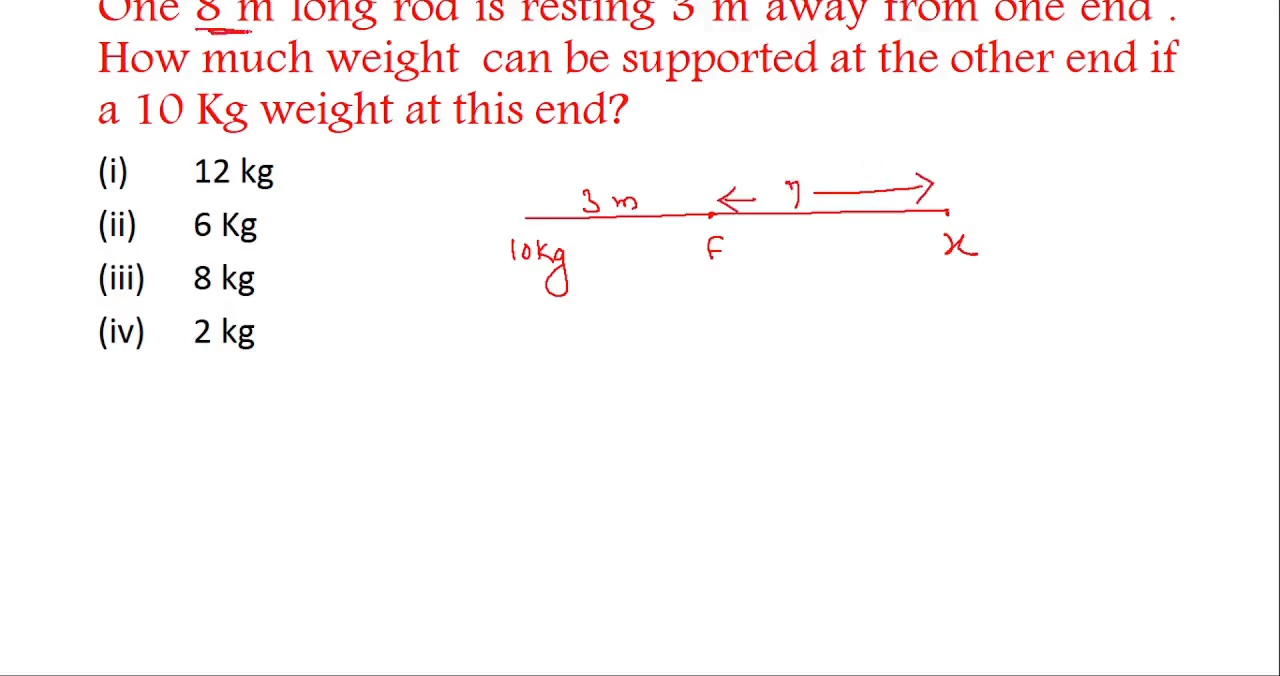 One 8 m long rod is resting 3 m away from one end .
How much weight can be supported at the other end if
a 10 Kg weight at this end?
(i) 12 kg
(ii) 6 Kg
(iii) 8 kg
(iv) 2 kg
3 m
10kg F x